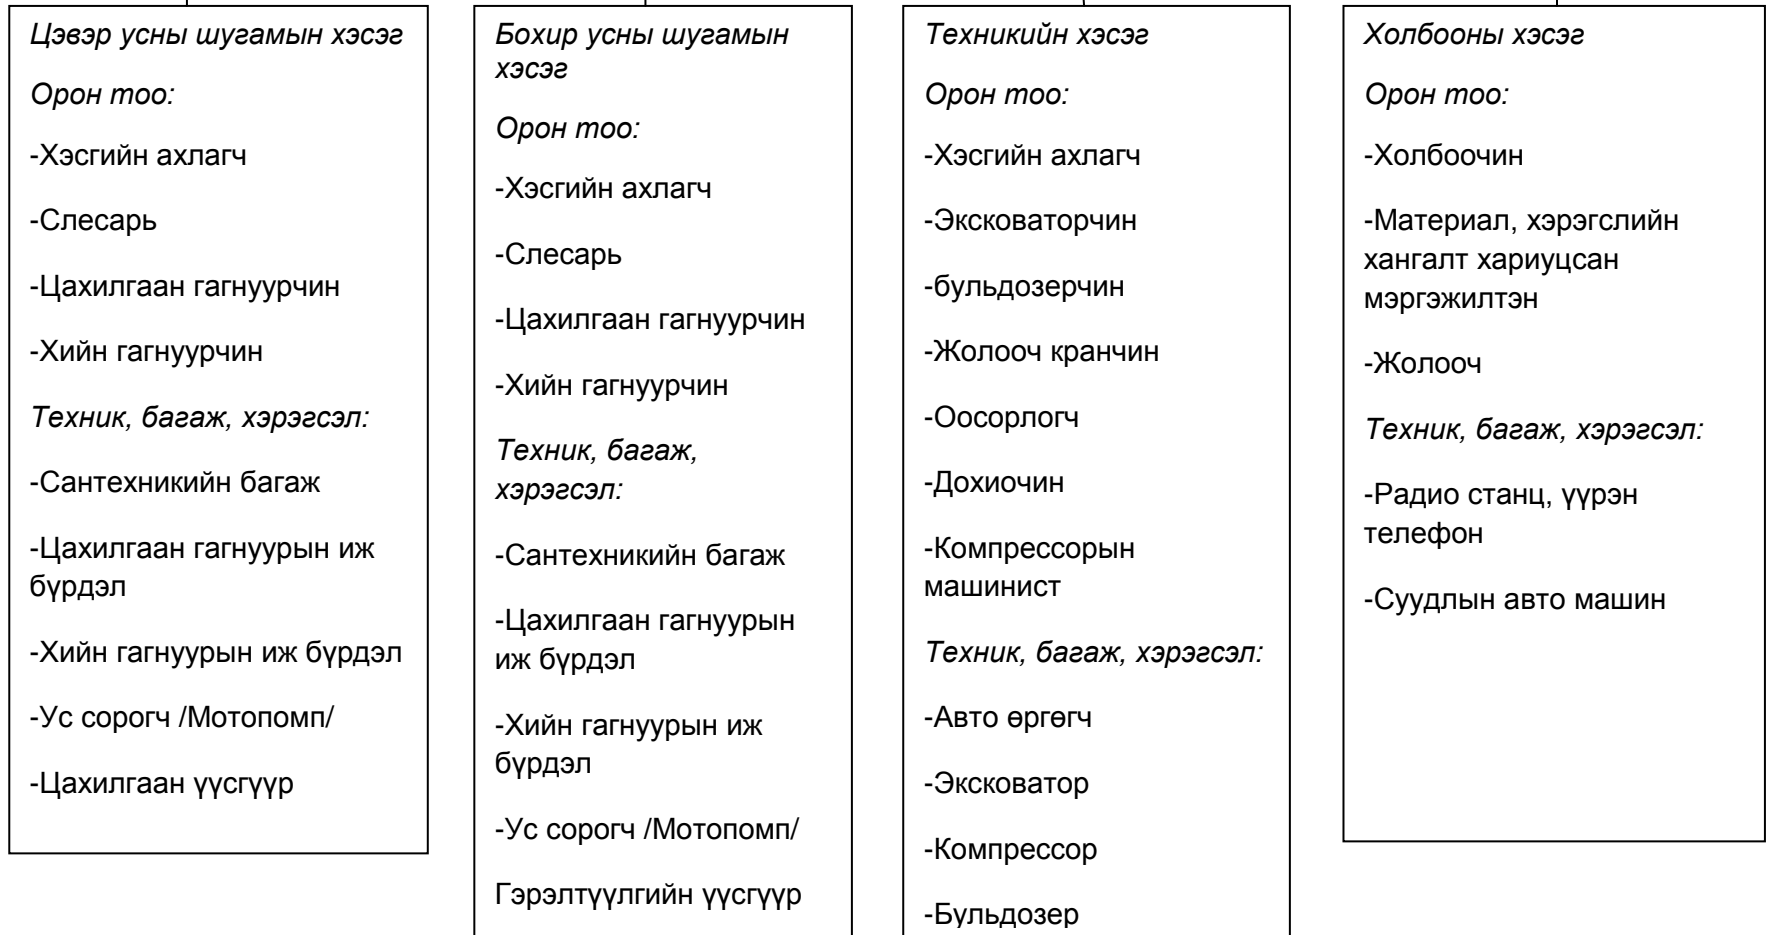 Цэвэр усны шугамын хэсэг
Орон тоо:
-Хэсгийн ахлагч
-Слесарь
-Цахилгаан гагнуурчин
-Хийн гагнуурчин
Техник, багаж, хэрэгсэл:
-Сантехникийн багаж
-Цахилгаан гагнуурын иж
бүрдэл
-Хийн гагнуурын иж бүрдэл
-Ус сорогч /Мотопомп/
-Цахилгаан үүсгүүр
Бохир усны шугамын
хэсэг
Орон тоо:
-Хэсгийн ахлагч
-Слесарь
-Цахилгаан гагнуурчин
-Хийн гагнуурчин
Техник, багаж,
хэрэгсэл:
-Сантехникийн багаж
-Цахилгаан гагнуурын
иж бүрдэл
-Хийн гагнуурын иж
бүрдэл
-Ус сорогч /Мотопомп/
Гэрэлтүүлгийн үүсгүүр
Техникийн хэсэг
Орон тоо:
-Хэсгийн ахлагч
-Эксковаторчин
-бульдозерчин
-Жолооч кранчин
-Оосорлогч
-Дохиочин
-Компрессорын
машинист
Техник, багаж, хэрэгсэл:
-Авто өргөгч
-Эксковатор
-Компрессор
-Бульдозер
Холбооны хэсэг
Орон тоо:
-Холбоочин
-Материал, хэрэгслийн
хангалт хариуцсан
мэргэжилтэн
-Жолооч
Техник, багаж, хэрэгсэл:
-Радио станц, үүрэн
телефон
-Суудлын авто машин